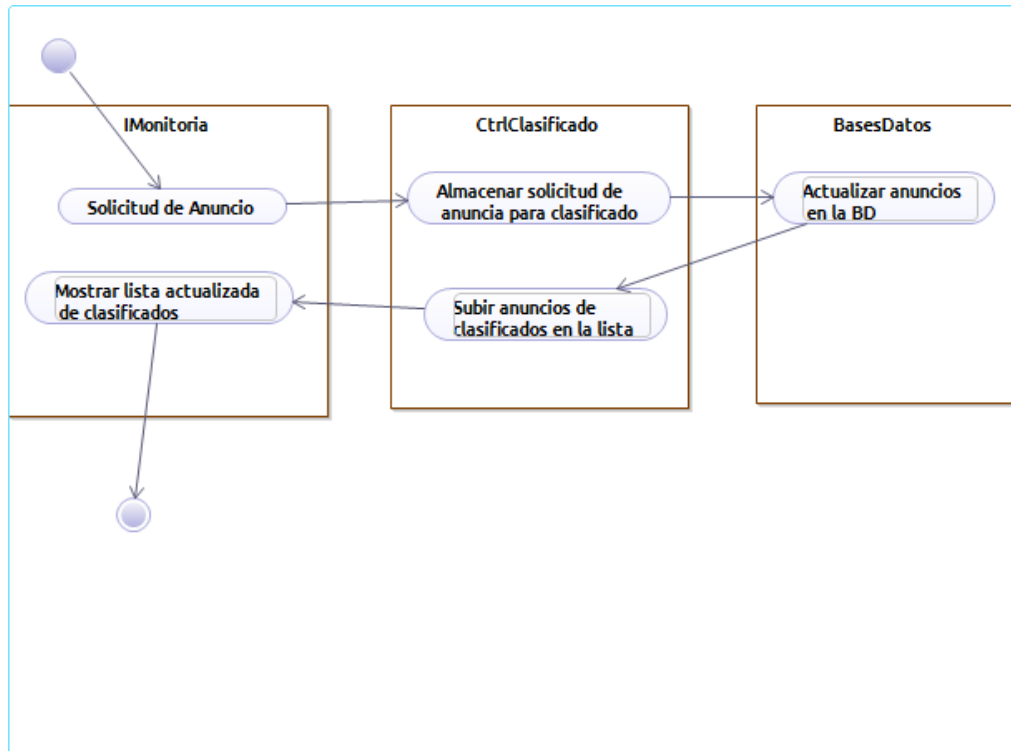 IMonitoria
CtrlClasificado
BasesDatos
Solicitud de Anuncio
Almacenar solicitud de
anuncia para clasificado
Actualizar anuncios
en la BD
Mostrar lista actualizada
de clasificados
Subir anuncios de
clasificados en la lista